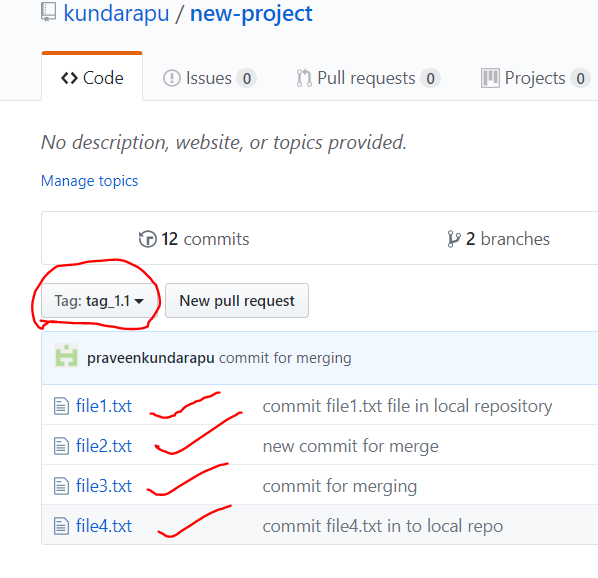 kundarapu / new-project
Code Issues 0 Pull requests 0 Projects 0
No description, website, or topics provided.
Manage topics
12 commits 2 branches
Tag: tag_1.1 New pull request
praveenkundarapu commit for merging
file1.txt commit file1.txt file in local repository
file2.txt new commit for merge
file3.txt commit for merging
file4.txt commit file4.txt in to local repo